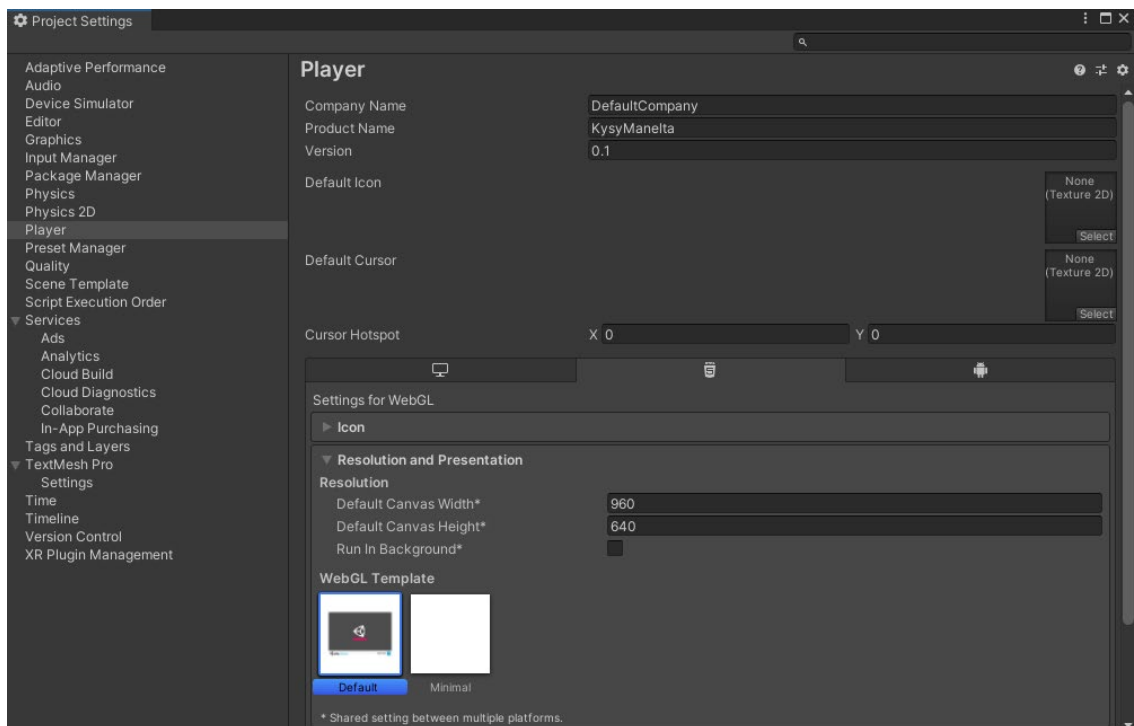 Project Settings
Adaptive Performance
Audio
Device Simulator
Editor
Graphics
Input Manager
Package Manager
Physics
Physics 2D
Player
Preset Manager
Quality
Scene Template
Script Execution Order
Services
Ads
Analytics
Cloud Build
Cloud Diagnostics
Collaborate
In-App Purchasing
Tags and Layers
TextMesh Pro
Settings
Time
Timeline
Version Control
XR Plugin Management
Player
Company Name DefaultCompany
Product Name KysyManelta
Version 0.1
Default Icon
None
(Texture 2D)
Select
Default Cursor
None
(Texture 2D)
Select
Cursor Hotspot X 0 Y 0
Settings for WebGL
Icon
Resolution and Presentation
Resolution
Default Canvas Width* 960
Default Canvas Height* 640
Run In Background*
WebGL Template
Default Minimal
* Shared setting between multiple platforms.